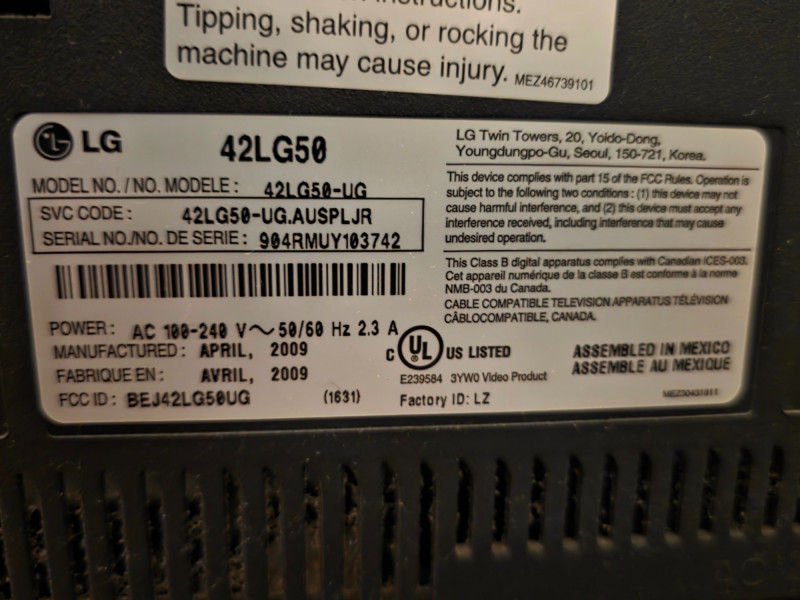 instructions.
Tipping, shaking, or rocking the
machine may cause injury. MEZ46739101
LG 42LG50
MODEL NO./NO. MODELE: 42LG50-UG
SVC CODE: 42LG50-UG.AUSPLJR
SERIAL NO./NO. DE SERIE: 904RMUY103742
POWER: AC 100-240 V~50/60 Hz 2.3 A
MANUFACTURED: APRIL, 2009
FABRIQUE EN: AVRIL, 2009
FCC ID: BEJ42LG50UG (1631)
LG Twin Towers, 20, Yoido-Dong,
Youngdungpo-Gu, Seoul, 150-721, Korea.
This device complies with part 15 of the FCC Rules. Operation is
subject to the following two conditions : (1) this device may not
cause harmful interference, and (2) this device must accept any
interference received, including interference that may cause
undesired operation.
This Class B digital apparatus complies with Canadian ICES-003.
Cet appareil numérique de la classe B est conforme à la norme
NMB-003 du Canada.
CABLE COMPATIBLE TELEVISION APPARATUS TÉLÉVISION
CÂBLOCOMPATIBLE, CANADA.
C UL US LISTED
E239584 3YW0 Video Product
Factory ID: LZ
ASSEMBLED IN MEXICO
ASSEMBLE AU MEXIQUE